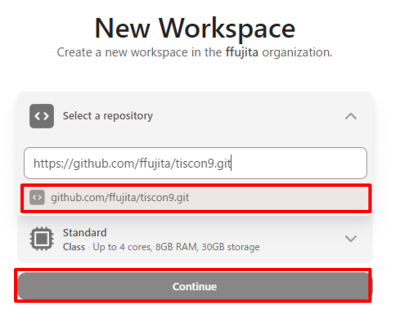 New Workspace
Create a new workspace in the ffujita organization.
Select a repository
https://github.com/ffujita/tiscon9.git
github.com/ffujita/tiscon9.git
Standard
Class · Up to 4 cores, 8GB RAM, 30GB storage
Continue